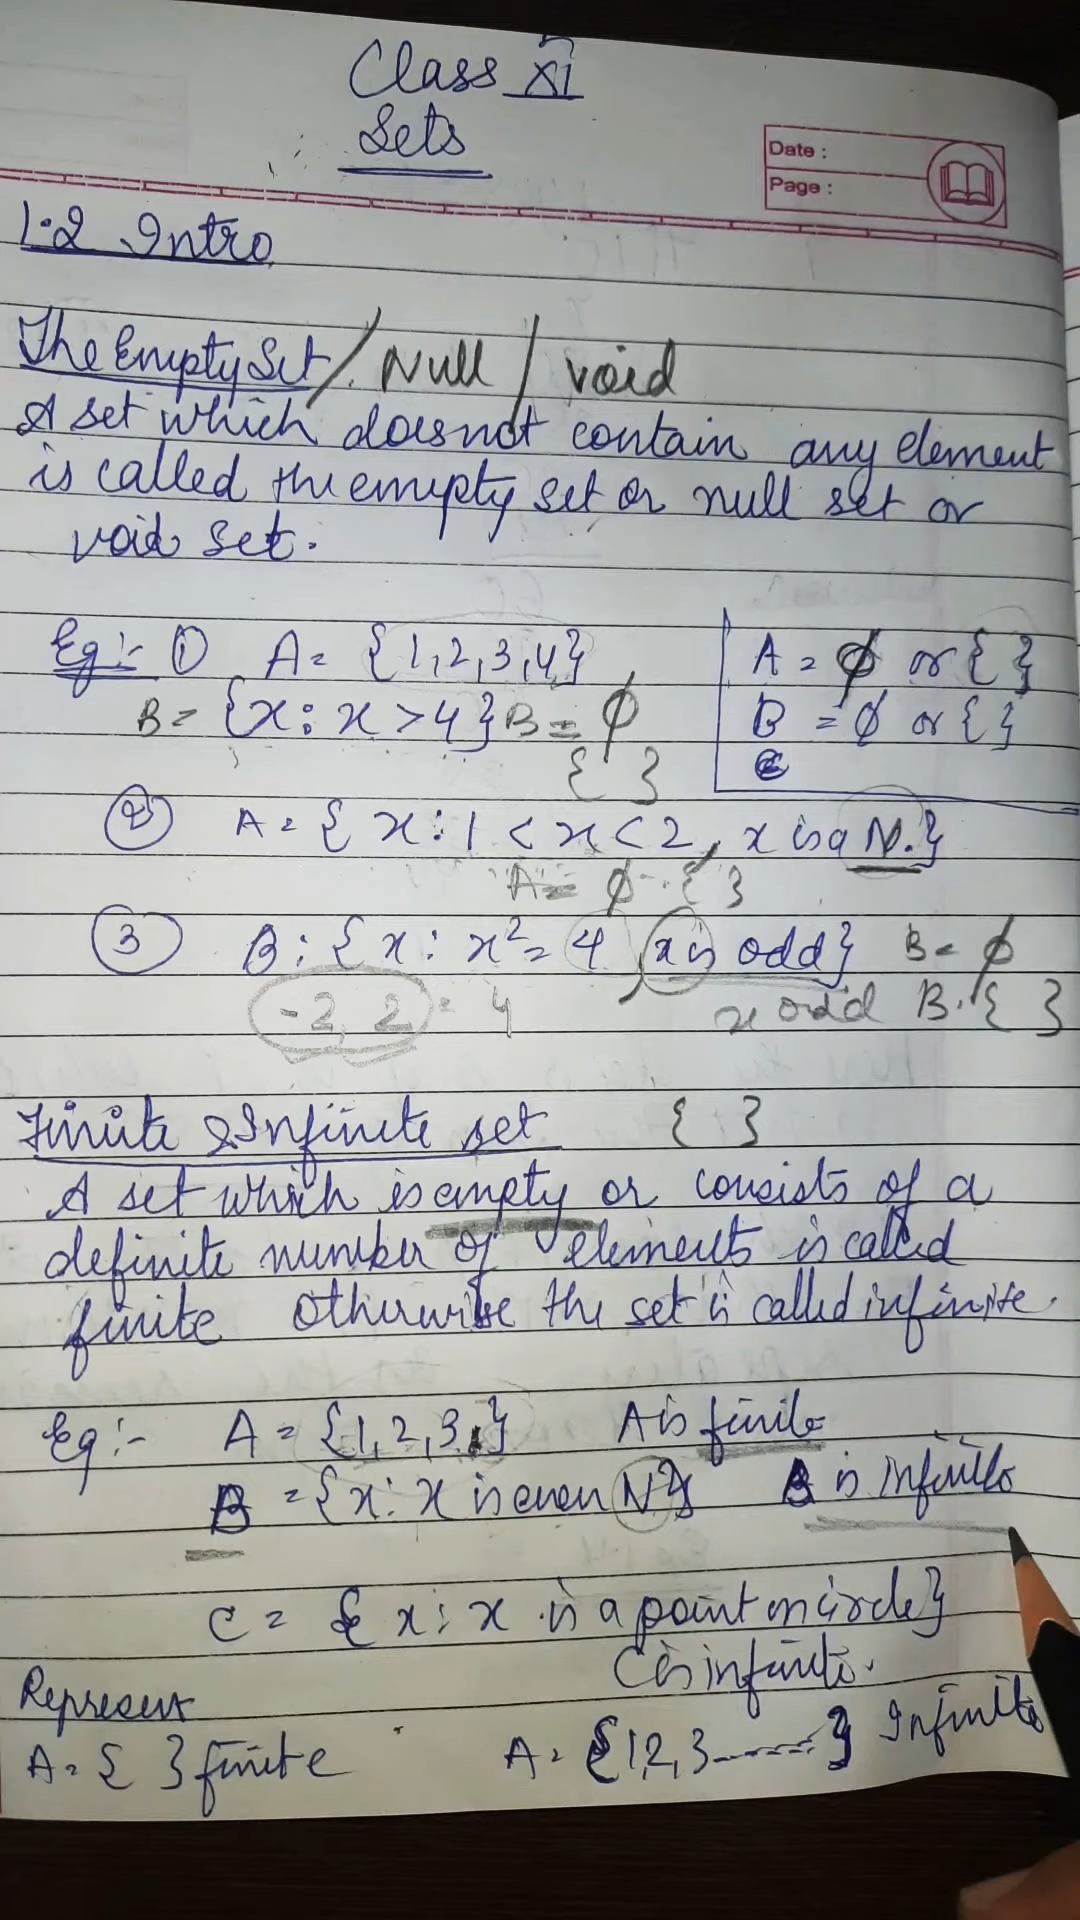 Class XI
Sets
Date :
Page :
1.2 Intro
The Empty Set / Null / void
A set which does not contain any element
is called the empty set or null set or
void set.
Eg:- ① A = {1,2,3,4}
B = {x : x > 4} B = ϕ
{ }
A = ϕ or { }
B = ϕ or { }
C
② A = { x : 1 < x < 2, x is a N.}
A = ϕ { }
③ B : {x : x² = 4, x is odd} B = ϕ
-2, 2 = 4 x odd B. { }
Finite & Infinite set { }
A set which is empty or consists of a
definite number of elements is called
finite otherwise the set is called infinite.
Eg:- A = {1,2,3.} A is finite
B = {x : x is even N} B is Infinite
C = { x : x is a point on circle}
C is infinite.
Represent
A = { } finite A = {1,2,3------} Infinite